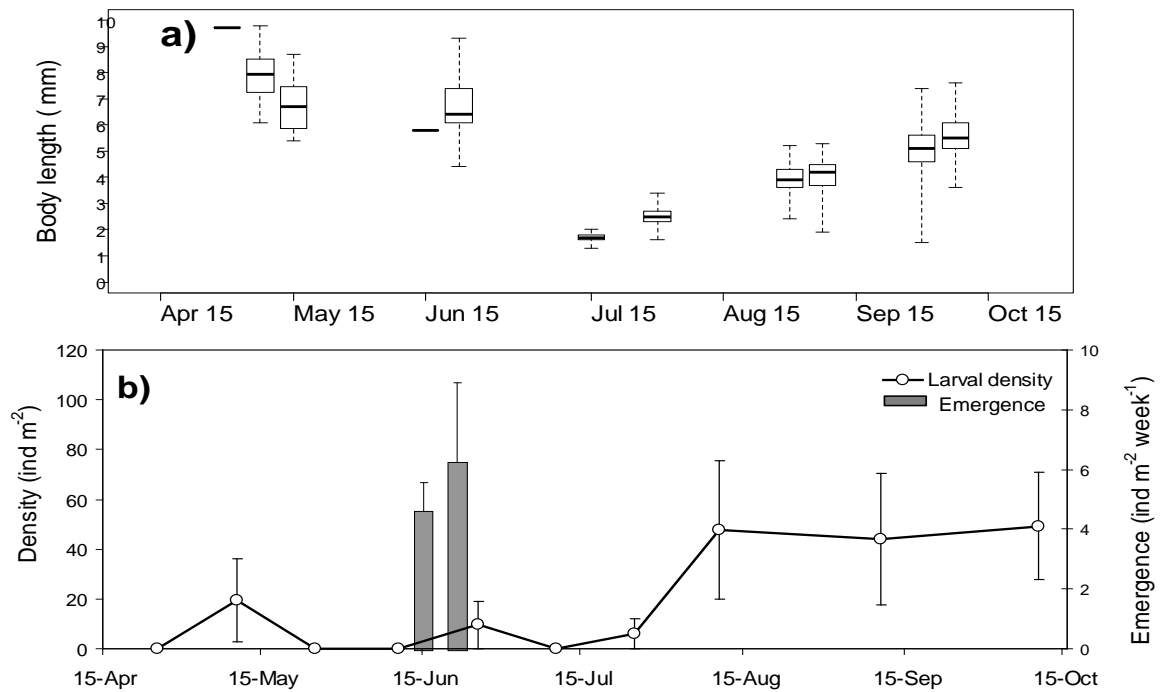 a)
10
9
8
7
6
5
4
3
2
1
0
Body length ( mm)
Apr 15 May 15 Jun 15 Jul 15 Aug 15 Sep 15 Oct 15
b)
120
100
80
60
40
20
0
Density (ind m-2)
Larval density
Emergence
10
8
6
4
2
0
Emergence (ind m-2 week-1)
15-Apr 15-May 15-Jun 15-Jul 15-Aug 15-Sep 15-Oct